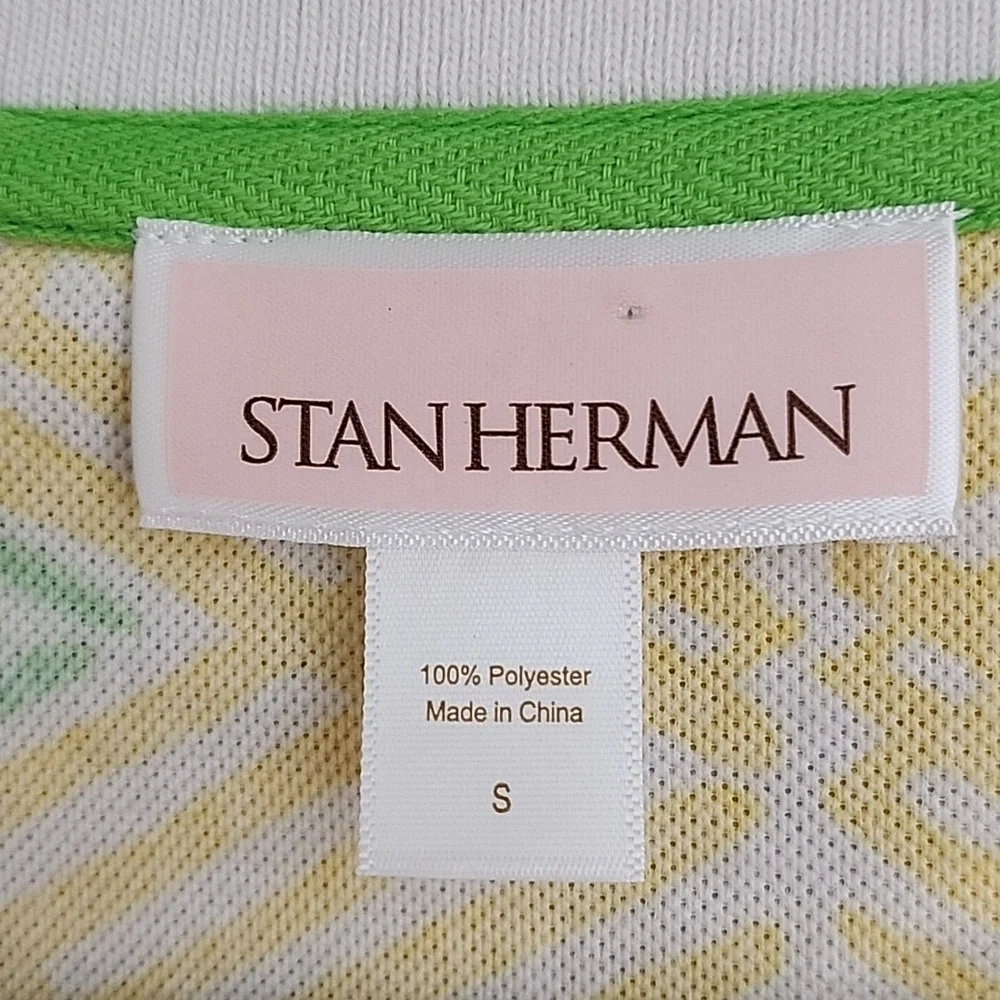 STAN HERMAN
100% Polyester
Made in China
S